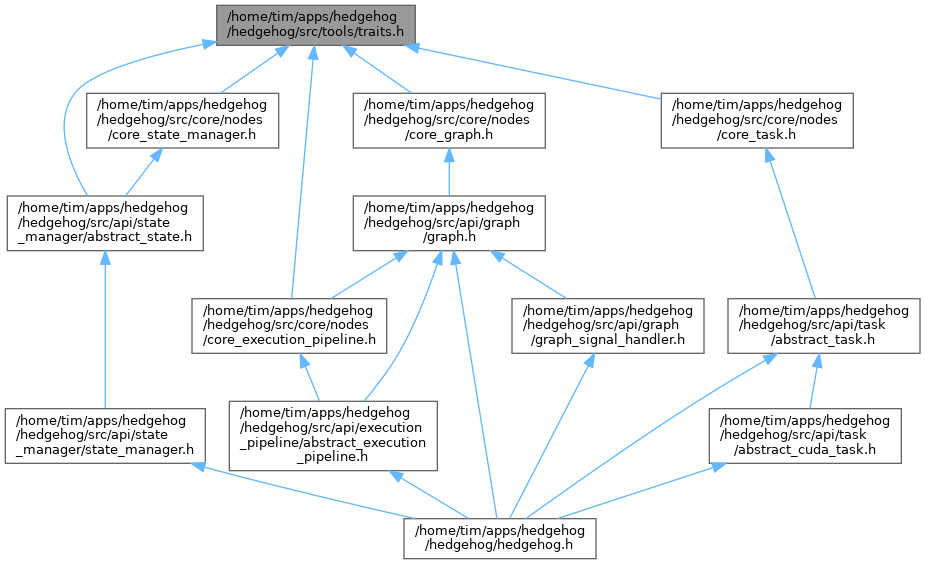 /home/tim/apps/hedgehog
/hedgehog/src/tools/traits.h
/home/tim/apps/hedgehog
/hedgehog/src/core/nodes
/core_state_manager.h
/home/tim/apps/hedgehog
/hedgehog/src/core/nodes
/core_graph.h
/home/tim/apps/hedgehog
/hedgehog/src/core/nodes
/core_task.h
/home/tim/apps/hedgehog
/hedgehog/src/api/state
_manager/abstract_state.h
/home/tim/apps/hedgehog
/hedgehog/src/api/graph
/graph.h
/home/tim/apps/hedgehog
/hedgehog/src/core/nodes
/core_execution_pipeline.h
/home/tim/apps/hedgehog
/hedgehog/src/api/graph
/graph_signal_handler.h
/home/tim/apps/hedgehog
/hedgehog/src/api/task
/abstract_task.h
/home/tim/apps/hedgehog
/hedgehog/src/api/state
_manager/state_manager.h
/home/tim/apps/hedgehog
/hedgehog/src/api/execution
_pipeline/abstract_execution
_pipeline.h
/home/tim/apps/hedgehog
/hedgehog/src/api/task
/abstract_cuda_task.h
/home/tim/apps/hedgehog
/hedgehog/hedgehog.h